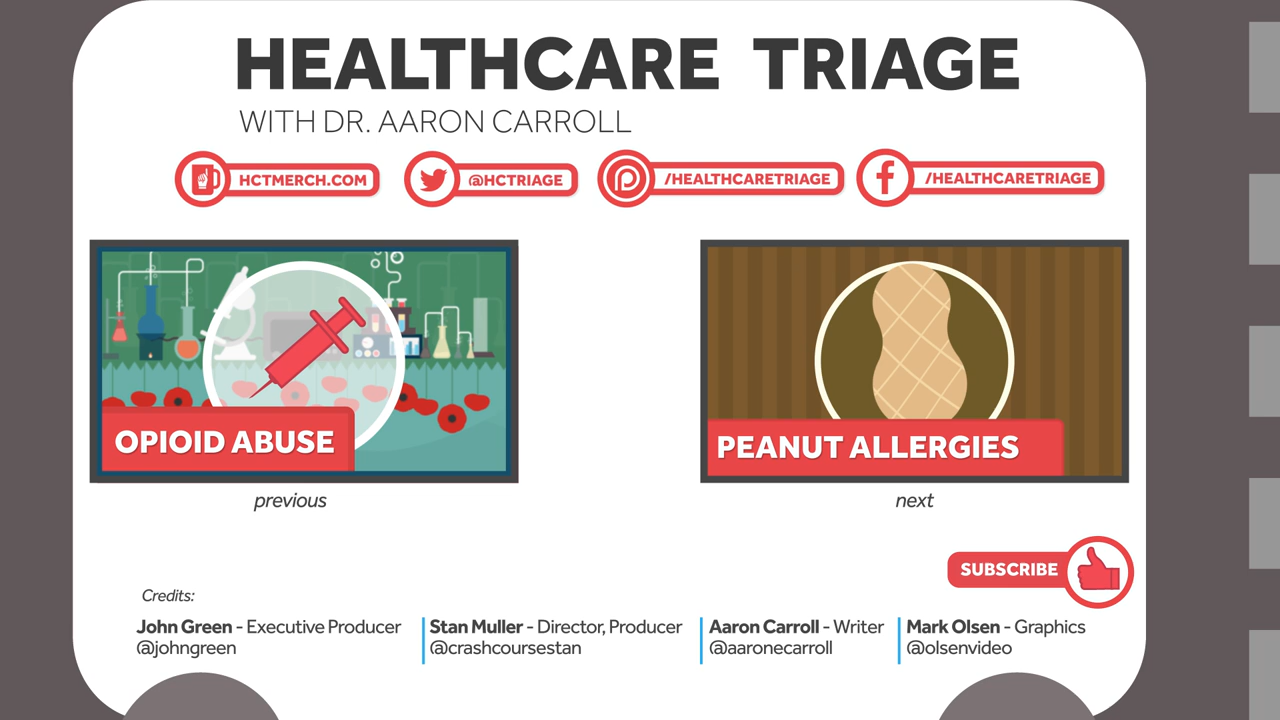 HEALTHCARE TRIAGE
WITH DR. AARON CARROLL
HCTMERCH.COM
@HCTRIAGE
/HEALTHCARETRIAGE
/HEALTHCARETRIAGE
OPIOID ABUSE
previous
PEANUT ALLERGIES
next
SUBSCRIBE
Credits:
John Green - Executive Producer
@johngreen
Stan Muller - Director, Producer
@crashcoursestan
Aaron Carroll - Writer
@aaronecarroll
Mark Olsen - Graphics
@olsenvideo